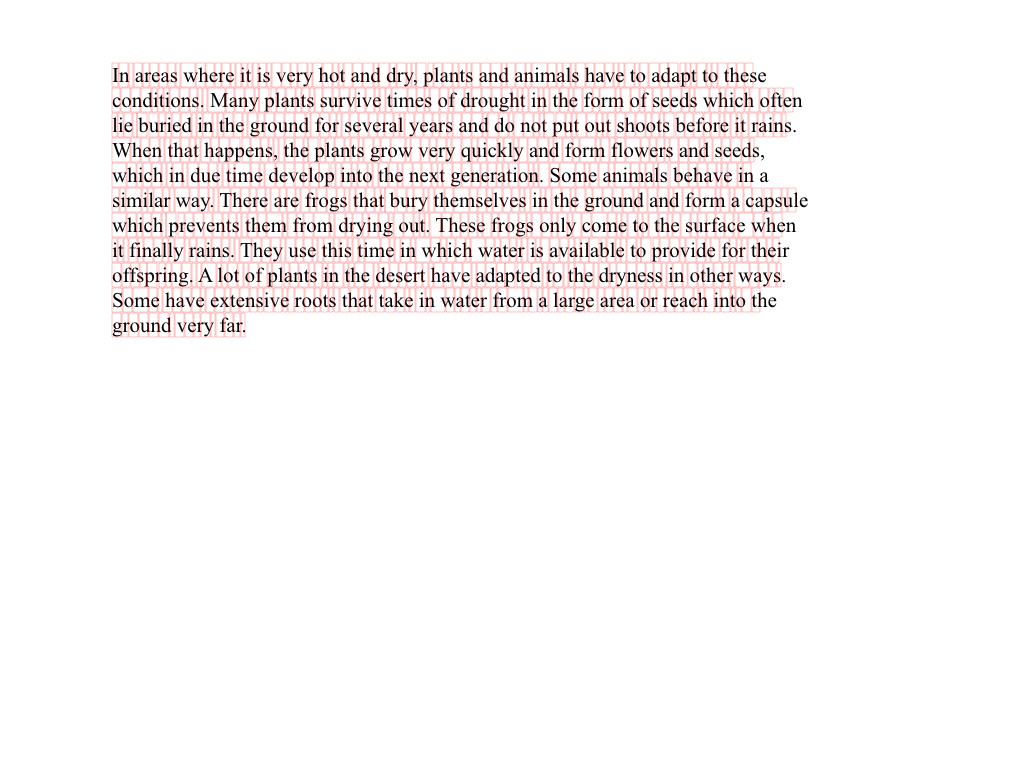 In areas where it is very hot and dry, plants and animals have to adapt to these
conditions. Many plants survive times of drought in the form of seeds which often
lie buried in the ground for several years and do not put out shoots before it rains.
When that happens, the plants grow very quickly and form flowers and seeds,
which in due time develop into the next generation. Some animals behave in a
similar way. There are frogs that bury themselves in the ground and form a capsule
which prevents them from drying out. These frogs only come to the surface when
it finally rains. They use this time in which water is available to provide for their
offspring. A lot of plants in the desert have adapted to the dryness in other ways.
Some have extensive roots that take in water from a large area or reach into the
ground very far.